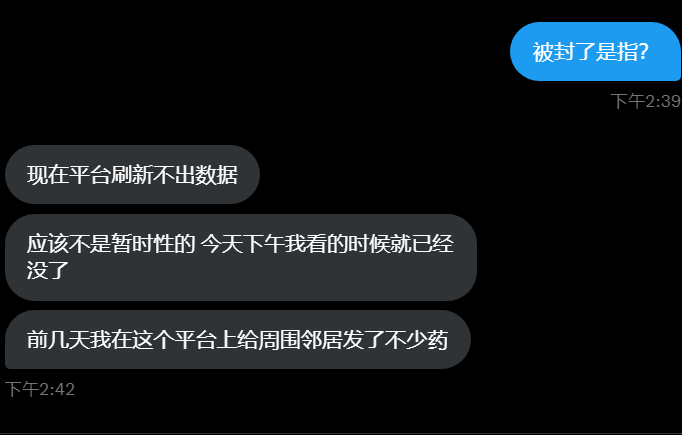 被封了是指？
下午2:39
现在平台刷新不出数据
应该不是暂时性的 今天下午我看的时候就已经
没了
前几天我在这个平台上给周围邻居发了不少药
下午2:42